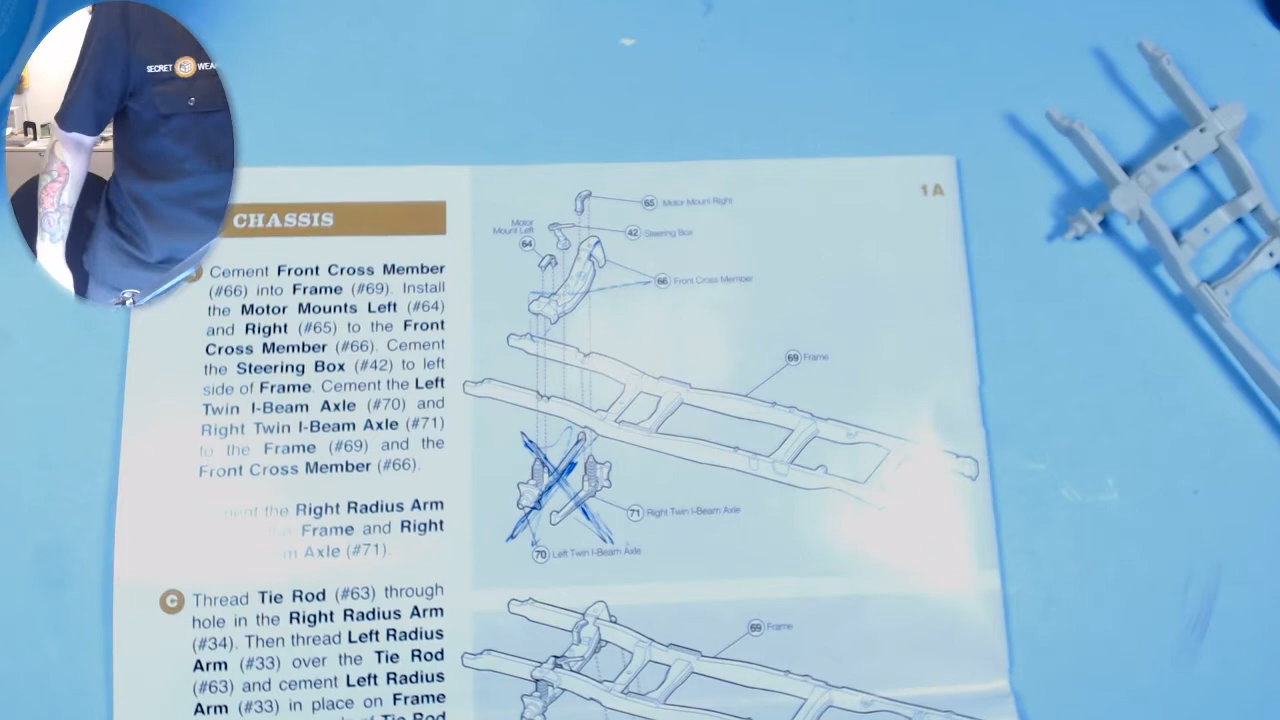 SECRET WEA
1A
CHASSIS
Cement Front Cross Member
(#66) into Frame (#69). Install
the Motor Mounts Left (#64)
and Right (#65) to the Front
Cross Member (#66). Cement
the Steering Box (#42) to left
side of Frame. Cement the Left
Twin I-Beam Axle (#70) and
Right Twin I-Beam Axle (#71)
to the Frame (#69) and the
Front Cross Member (#66).
the Right Radius Arm
Frame and Right
Axle (#71).
C Thread Tie Rod (#63) through
hole in the Right Radius Arm
(#34). Then thread Left Radius
Arm (#33) over the Tie Rod
(#63) and cement Left Radius
Arm (#33) in place on Frame
Tie Rod
65 Motor Mount Right
Motor
Mount Left
64
42 Steering Box
66 Front Cross Member
69 Frame
71 Right Twin I-Beam Axle
70 Left Twin I-Beam Axle
69 Frame